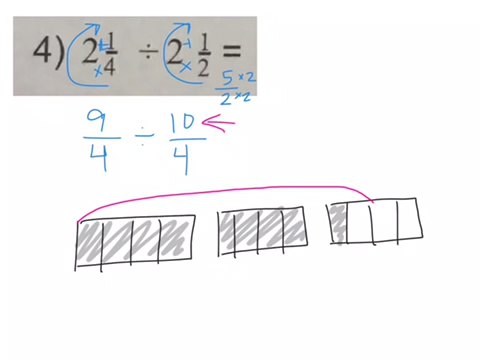 4) 2 1/4 ÷ 2 1/2 =
+ x + x
5 x 2 / 2 x 2
9/4 ÷ 10/4